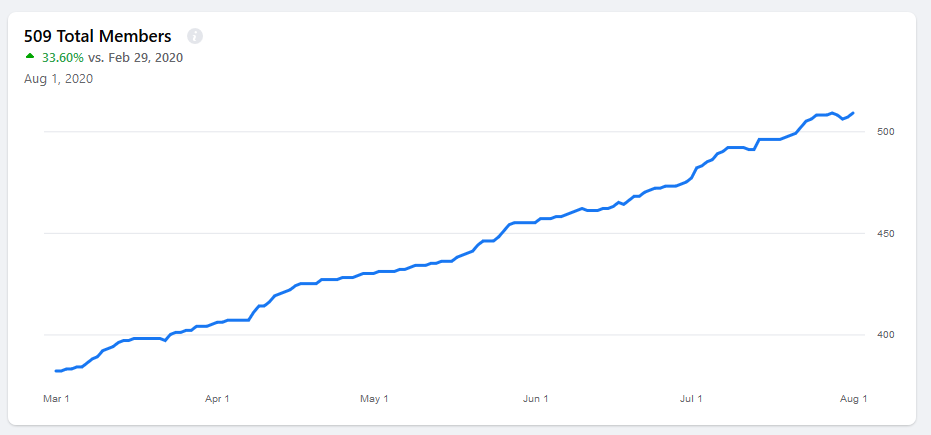 509 Total Members
33.60% vs. Feb 29, 2020
Aug 1, 2020
500
450
400
Mar 1 Apr 1 May 1 Jun 1 Jul 1 Aug 1